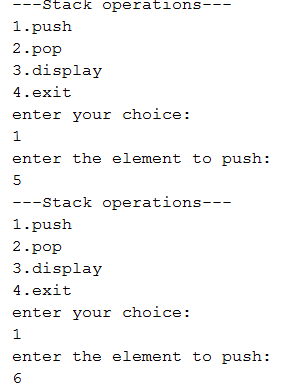 ---Stack operations---
1.push
2.pop
3.display
4.exit
enter your choice:
1
enter the element to push:
5
---Stack operations---
1.push
2.pop
3.display
4.exit
enter your choice:
1
enter the element to push:
6